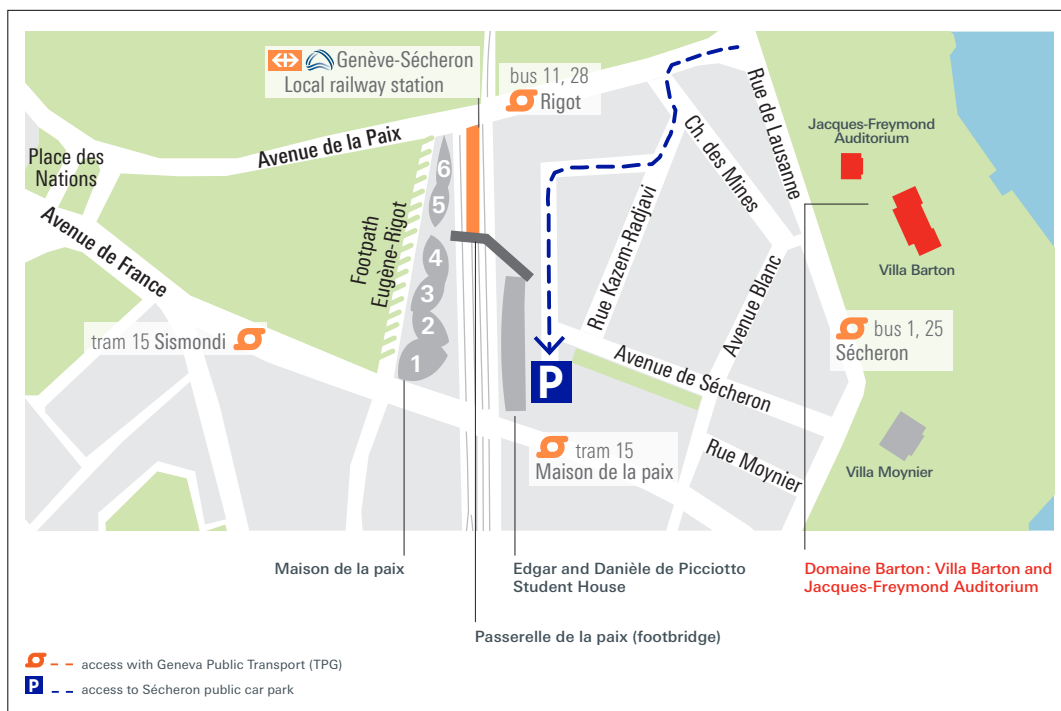 Genève-Sécheron
Local railway station
bus 11, 28
Rigot
Avenue de la Paix
Place des
Nations
Avenue de France
Footpath
Eugène-Rigot
6
5
4
3
2
1
tram 15 Sismondi
Rue de Lausanne
Ch. des Mines
Rue Kazem-Radjavi
Avenue Blanc
Jacques-Freymond
Auditorium
Villa Barton
bus 1, 25
Sécheron
Avenue de Sécheron
P
tram 15
Maison de la paix
Rue Moynier
Villa Moynier
Maison de la paix
Edgar and Danièle de Picciotto
Student House
Domaine Barton: Villa Barton and
Jacques-Freymond Auditorium
Passerelle de la paix (footbridge)
access with Geneva Public Transport (TPG)
P access to Sécheron public car park